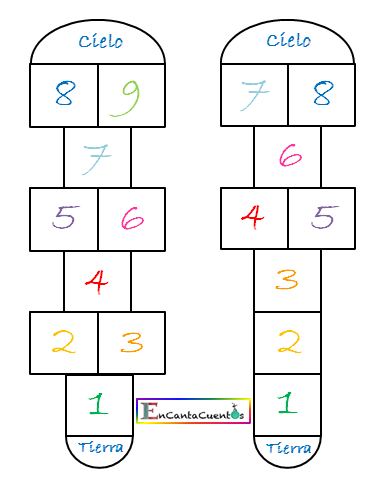 Cielo
8 9
7
5 6
4
2 3
1
Tierra
Cielo
7 8
6
4 5
3
2
1
Tierra
EnCantaCuentos